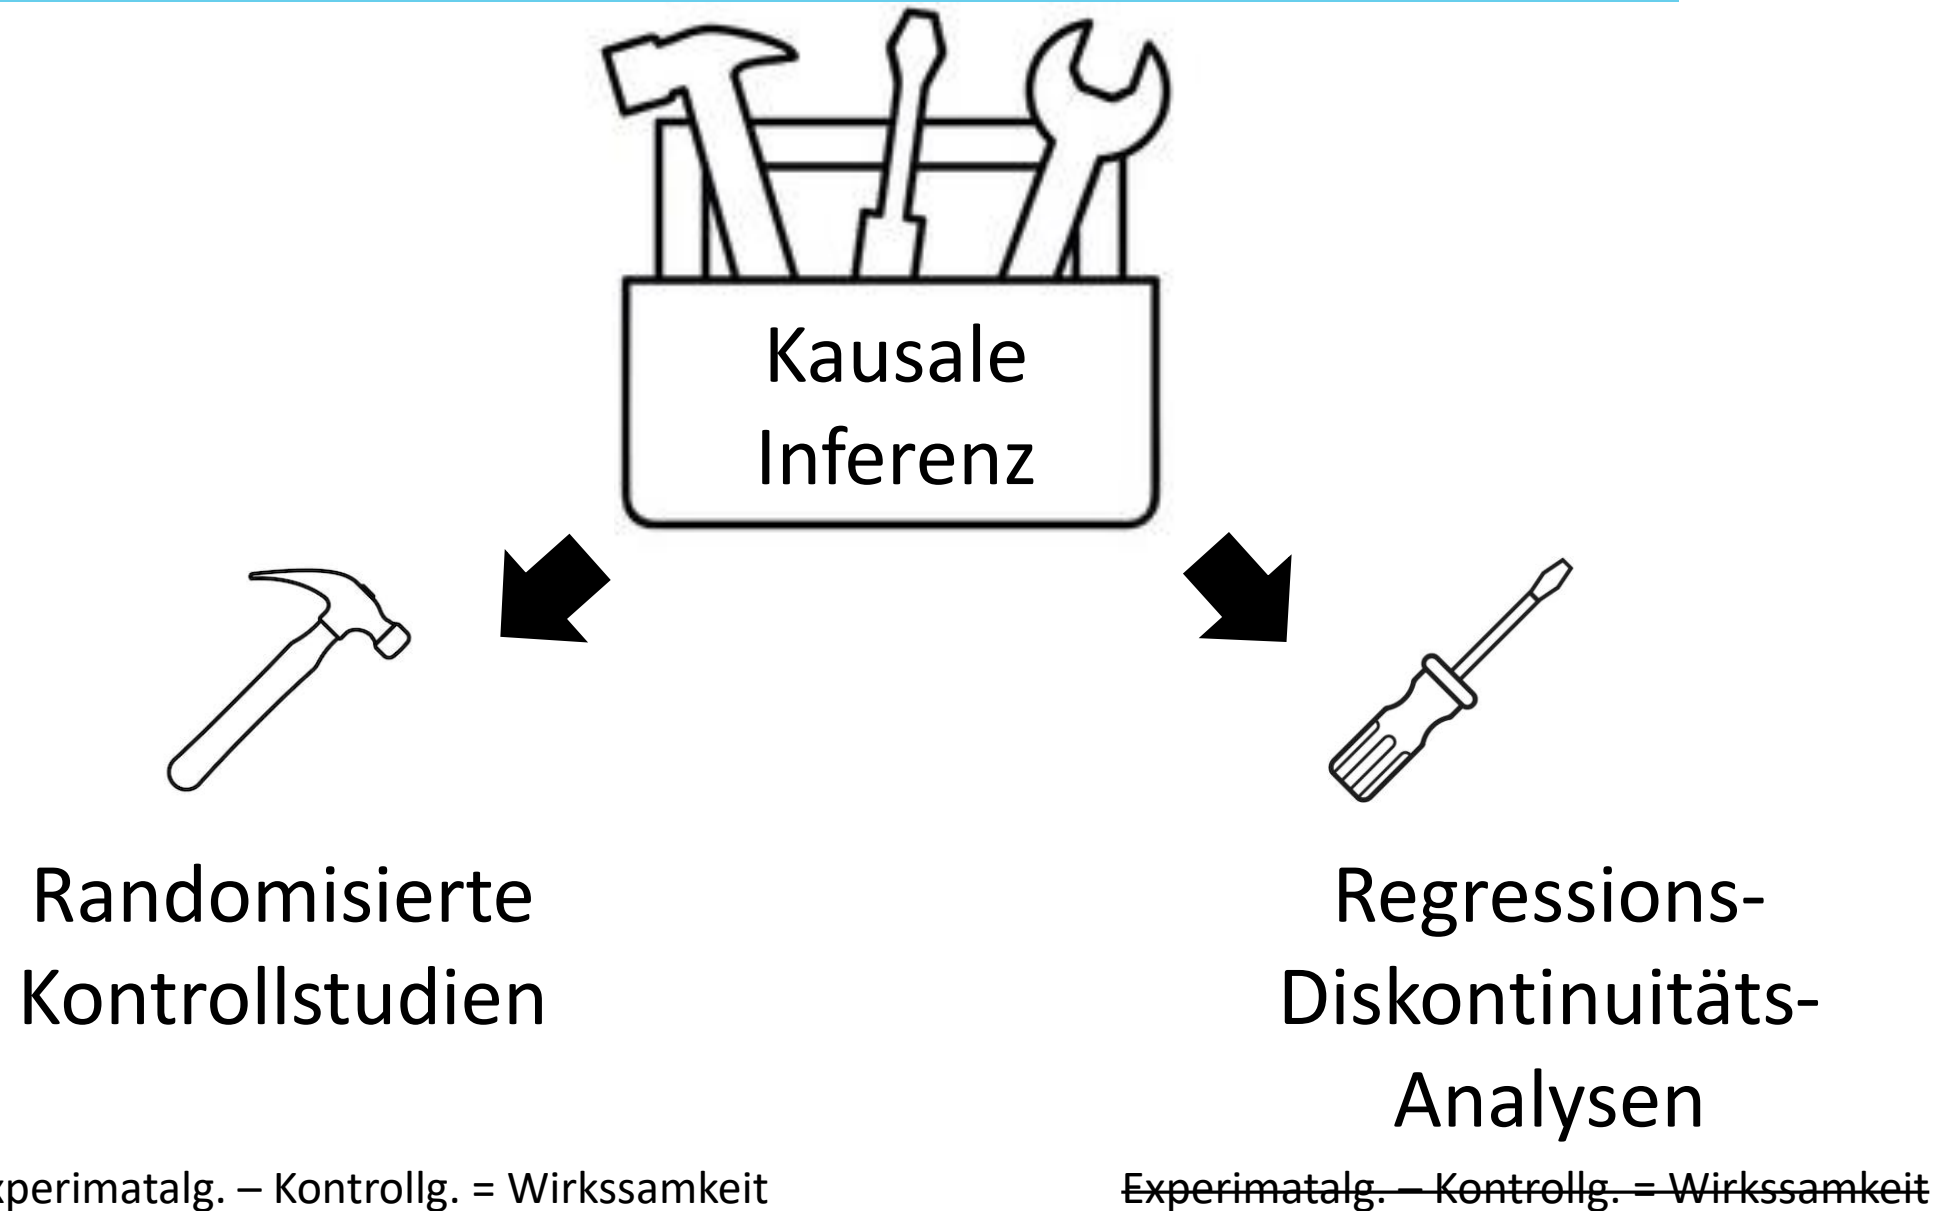 Kausale
Inferenz
Randomisierte
Kontrollstudien
Regressions-
Diskontinuitäts-
Analysen
xperimatalg. – Kontrollg. = Wirkssamkeit
Experimatalg. – Kontrollg. = Wirkssamkeit